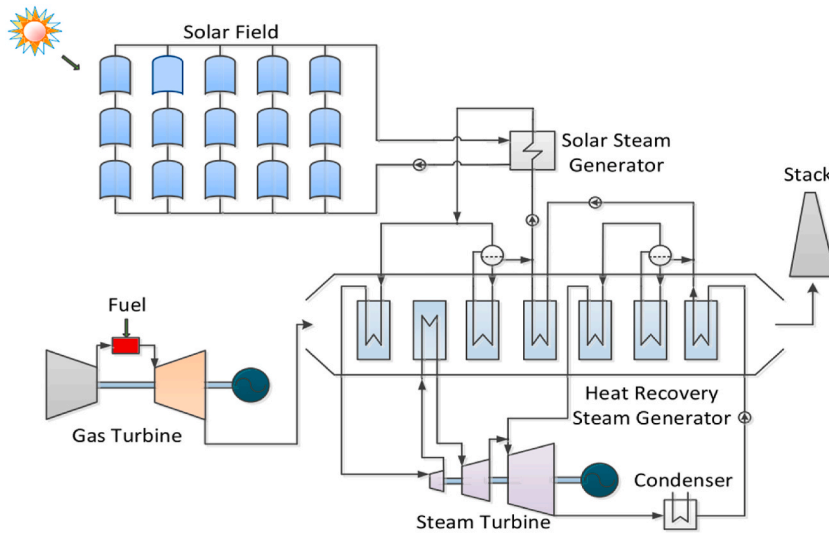 Solar Field
Solar Steam
Generator
Stack
Fuel
Gas Turbine
Heat Recovery
Steam Generator
Condenser
Steam Turbine